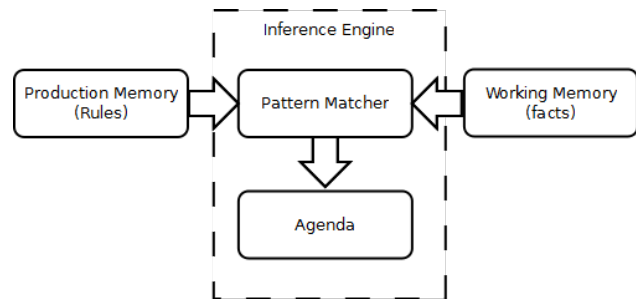 Inference Engine
Production Memory
(Rules)
Pattern Matcher
Working Memory
(facts)
Agenda